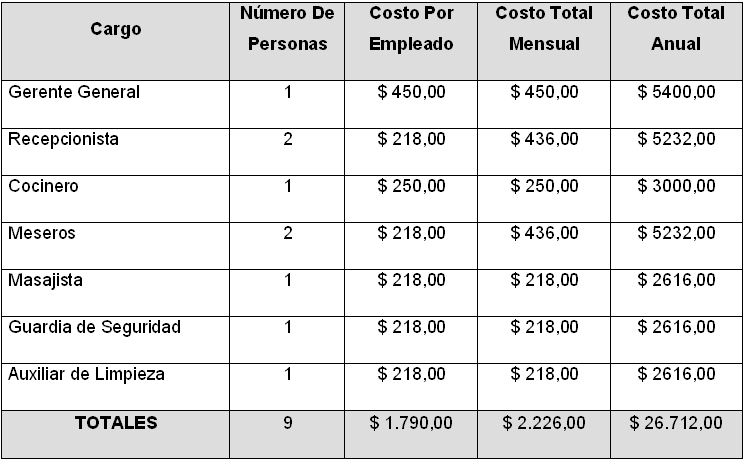 Cargo
Número De Personas
Costo Por Empleado
Costo Total Mensual
Costo Total Anual
Gerente General 1 $ 450,00 $ 450,00 $ 5400,00
Recepcionista 2 $ 218,00 $ 436,00 $ 5232,00
Cocinero 1 $ 250,00 $ 250,00 $ 3000,00
Meseros 2 $ 218,00 $ 436,00 $ 5232,00
Masajista 1 $ 218,00 $ 218,00 $ 2616,00
Guardia de Seguridad 1 $ 218,00 $ 218,00 $ 2616,00
Auxiliar de Limpieza 1 $ 218,00 $ 218,00 $ 2616,00
TOTALES 9 $ 1.790,00 $ 2.226,00 $ 26.712,00